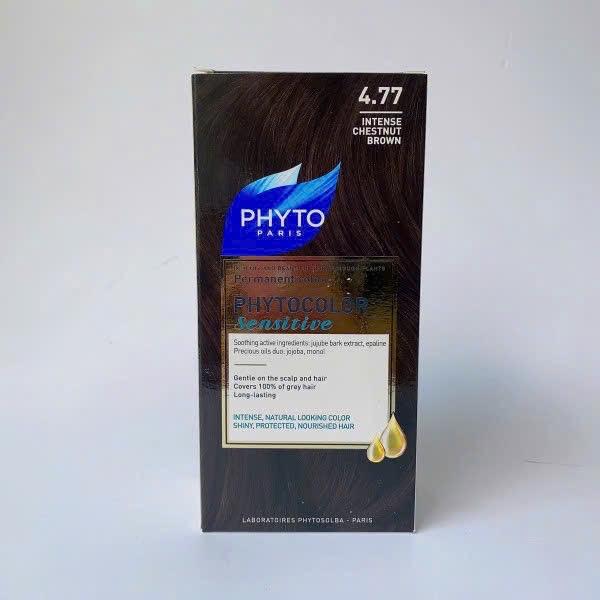 4.77
INTENSE
CHESTNUT
BROWN
PHYTO
PARIS
Permanent color
PHYTOCOLOR
Sensitive
Soothing active ingredients: jujube bark extract, epaline
Precious oils duo: jojoba, monoï
Gentle on the scalp and hair
Covers 100% of grey hair
Long-lasting
INTENSE, NATURAL LOOKING COLOR
SHINY, PROTECTED, NOURISHED HAIR
LABORATOIRES PHYTOSOLBA - PARIS